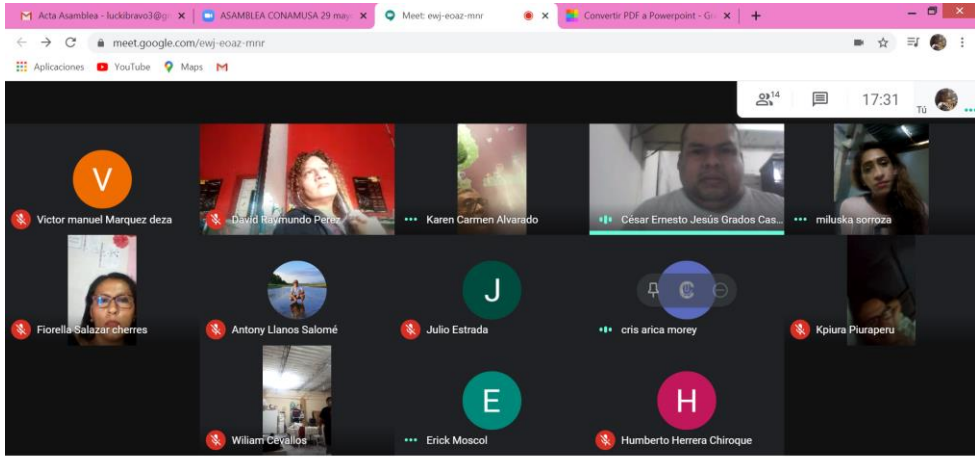 Acta Asamblea - luckibravo3@g
ASAMBLEA CONAMUSA 29 may
Meet: ewj-eoaz-mnr
Convertir PDF a Powerpoint - Gr
meet.google.com/ewj-eoaz-mnr
Aplicaciones YouTube Maps
14 17:31 Tú
V
Victor manuel Marquez deza
David Raymundo Perez
Karen Carmen Alvarado
César Ernesto Jesús Grados Cas...
miluska sorroza
Fiorella Salazar cherres
Antony Llanos Salomé
J
Julio Estrada
cris arica morey
Kpiura Piuraperu
Wiliam Cevallos
E
Erick Moscol
H
Humberto Herrera Chiroque